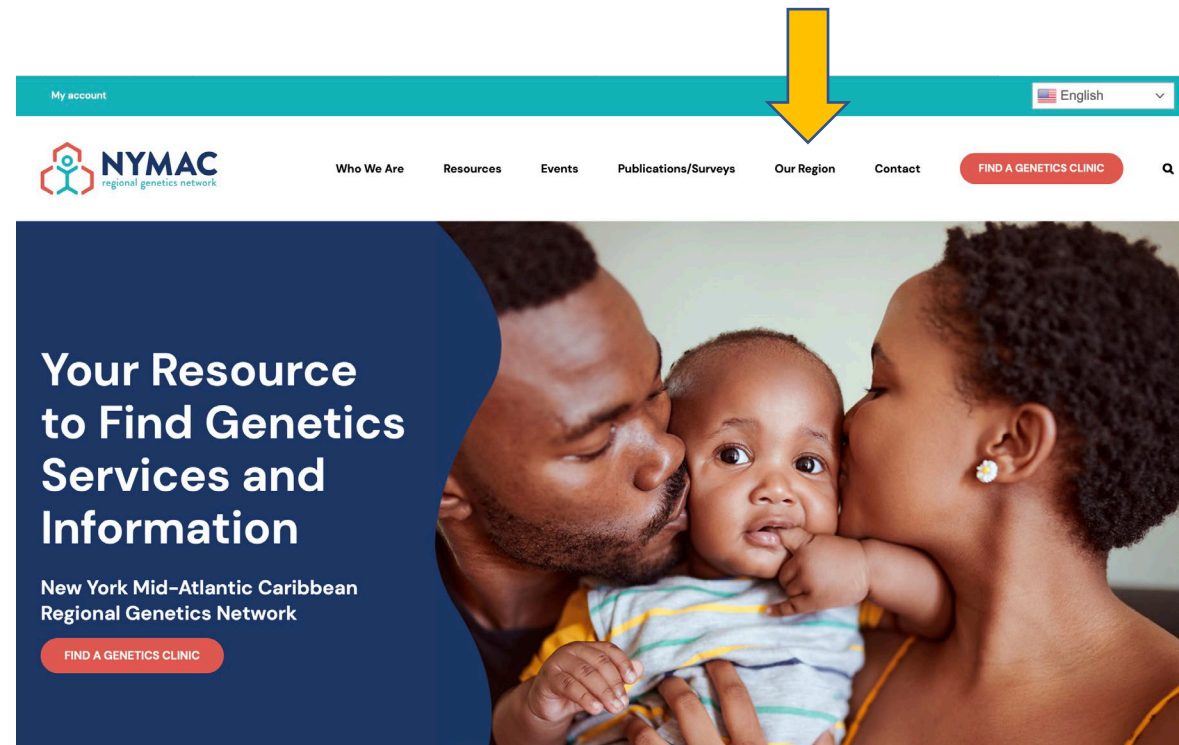 My account
English
NYMAC
regional genetics network
Who We Are
Resources
Events
Publications/Surveys
Our Region
Contact
FIND A GENETICS CLINIC
Your Resource
to Find Genetics
Services and
Information
New York Mid-Atlantic Caribbean
Regional Genetics Network
FIND A GENETICS CLINIC